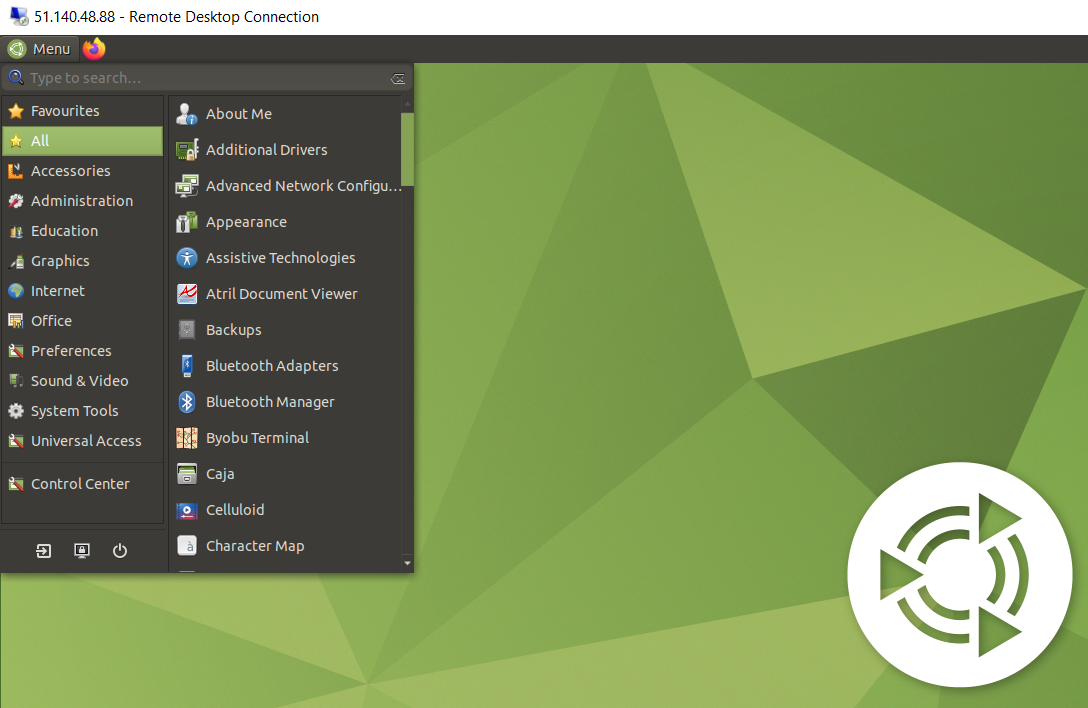 51.140.48.88 - Remote Desktop Connection
Menu
Type to search...
Favourites
All
Accessories
Administration
Education
Graphics
Internet
Office
Preferences
Sound & Video
System Tools
Universal Access
Control Center
About Me
Additional Drivers
Advanced Network Configu...
Appearance
Assistive Technologies
Atril Document Viewer
Backups
Bluetooth Adapters
Bluetooth Manager
Byobu Terminal
Caja
Celluloid
à Character Map